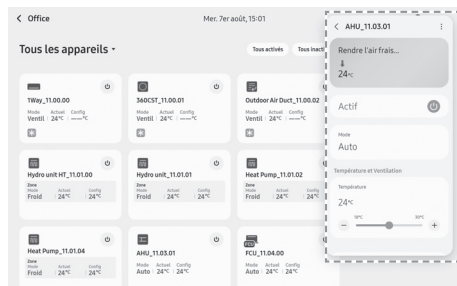 Office
Mer. 7er août, 15:01
Tous les appareils
Tous activés
Tous inact
1Way_11.00.00
Mode Actuel Config
Ventil 24°C ——°C
360CST_11.00.01
Mode Actuel Config
Ventil 24°C ——°C
Outdoor Air Duct_11.00.02
Mode Actuel Config
Ventil 24°C ——°C
Hydro unit HT_11.01.00
Zone
Mode Actuel Config
Froid 24°C 24°C
Hydro unit_11.01.01
Zone
Mode Actuel Config
Froid 24°C 24°C
Heat Pump_11.01.02
Zone
Mode Actuel Config
Froid 24°C 24°C
Heat Pump_11.01.04
Zone
Mode Actuel Config
Froid 24°C 24°C
AHU_11.03.01
Mode Actuel Config
Auto 24°C 24°C
FCU
FCU_11.04.00
Mode Actuel Config
Auto 24°C 24°C
AHU_11.03.01
Rendre l'air frais...
24°C
Actif
Mode
Auto
Température et Ventilation
Température
24°C
18°C 30°C